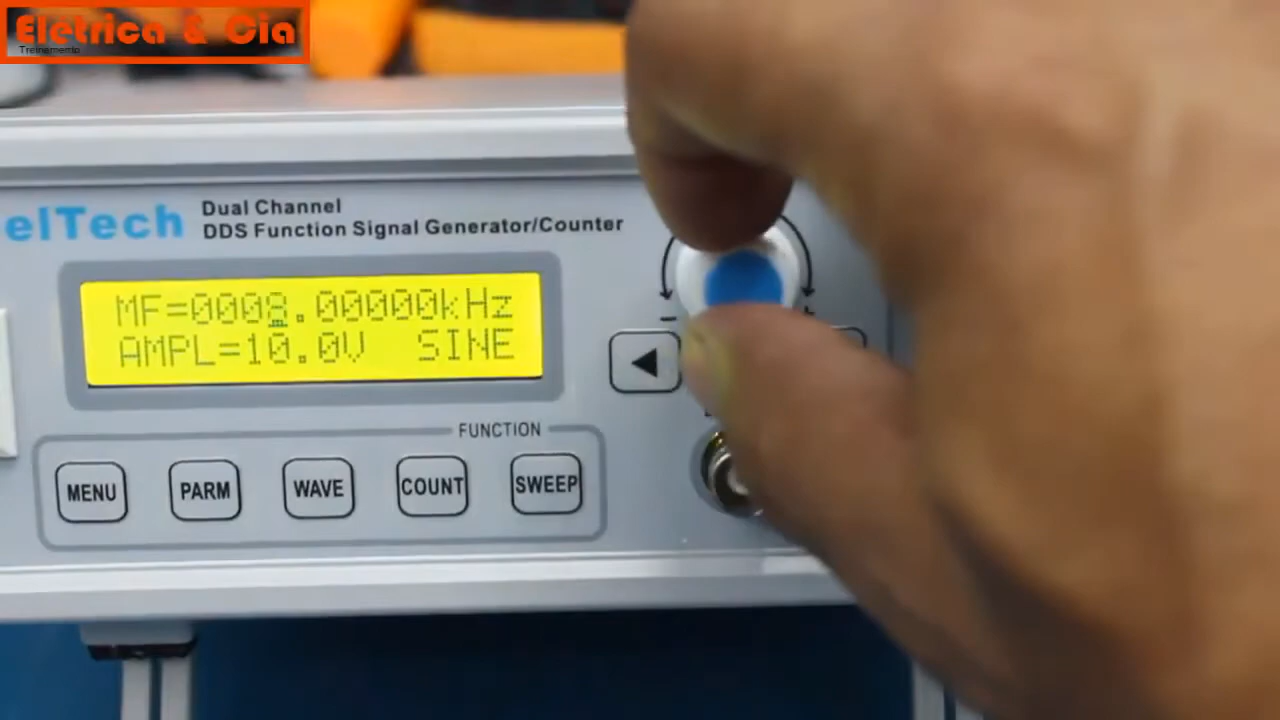 Eletrica & Cia
Treinamento
elTech
Dual Channel
DDS Function Signal Generator/Counter
MF=0008.00000kHz
AMPL=10.0V SINE
FUNCTION
MENU
PARM
WAVE
COUNT
SWEEP